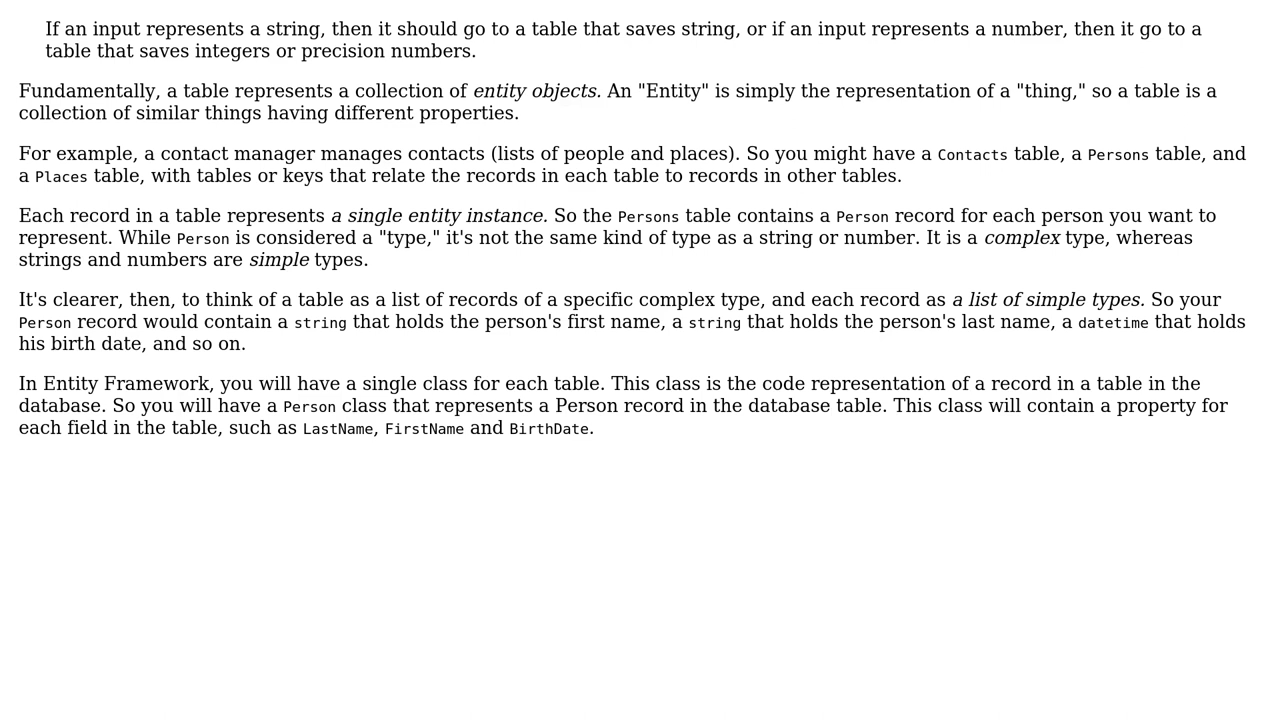 If an input represents a string, then it should go to a table that saves string, or if an input represents a number, then it go to a
table that saves integers or precision numbers.
Fundamentally, a table represents a collection of entity objects. An "Entity" is simply the representation of a "thing," so a table is a
collection of similar things having different properties.
For example, a contact manager manages contacts (lists of people and places). So you might have a Contacts table, a Persons table, and
a Places table, with tables or keys that relate the records in each table to records in other tables.
Each record in a table represents a single entity instance. So the Persons table contains a Person record for each person you want to
represent. While Person is considered a "type," it's not the same kind of type as a string or number. It is a complex type, whereas
strings and numbers are simple types.
It's clearer, then, to think of a table as a list of records of a specific complex type, and each record as a list of simple types. So your
Person record would contain a string that holds the person's first name, a string that holds the person's last name, a datetime that holds
his birth date, and so on.
In Entity Framework, you will have a single class for each table. This class is the code representation of a record in a table in the
database. So you will have a Person class that represents a Person record in the database table. This class will contain a property for
each field in the table, such as LastName, FirstName and BirthDate.